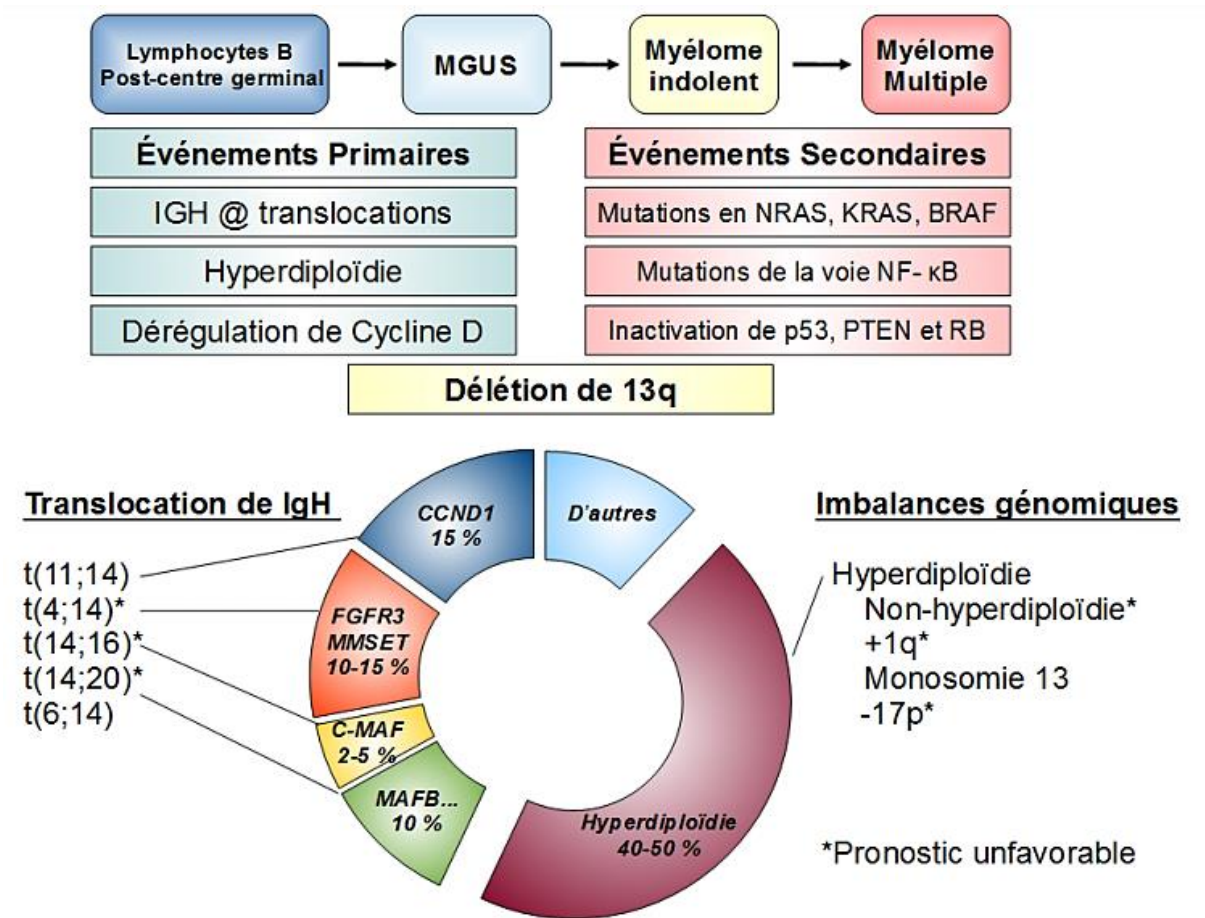 Lymphocytes B
Post-centre germinal
MGUS
Myélome
indolent
Myélome
Multiple
Événements Primaires
IGH @ translocations
Hyperdiploïdie
Dérégulation de Cycline D
Événements Secondaires
Mutations en NRAS, KRAS, BRAF
Mutations de la voie NF- κB
Inactivation de p53, PTEN et RB
Délétion de 13q
Translocation de IgH
t(11;14)
t(4;14)*
t(14;16)*
t(14;20)*
t(6;14)
CCND1
15 %
FGFR3
MMSET
10-15 %
C-MAF
2-5 %
MAFB...
10 %
D'autres
Hyperdiploïdie
40-50 %
Imbalances génomiques
Hyperdiploïdie
Non-hyperdiploïdie*
+1q*
Monosomie 13
-17p*
*Pronostic unfavorable